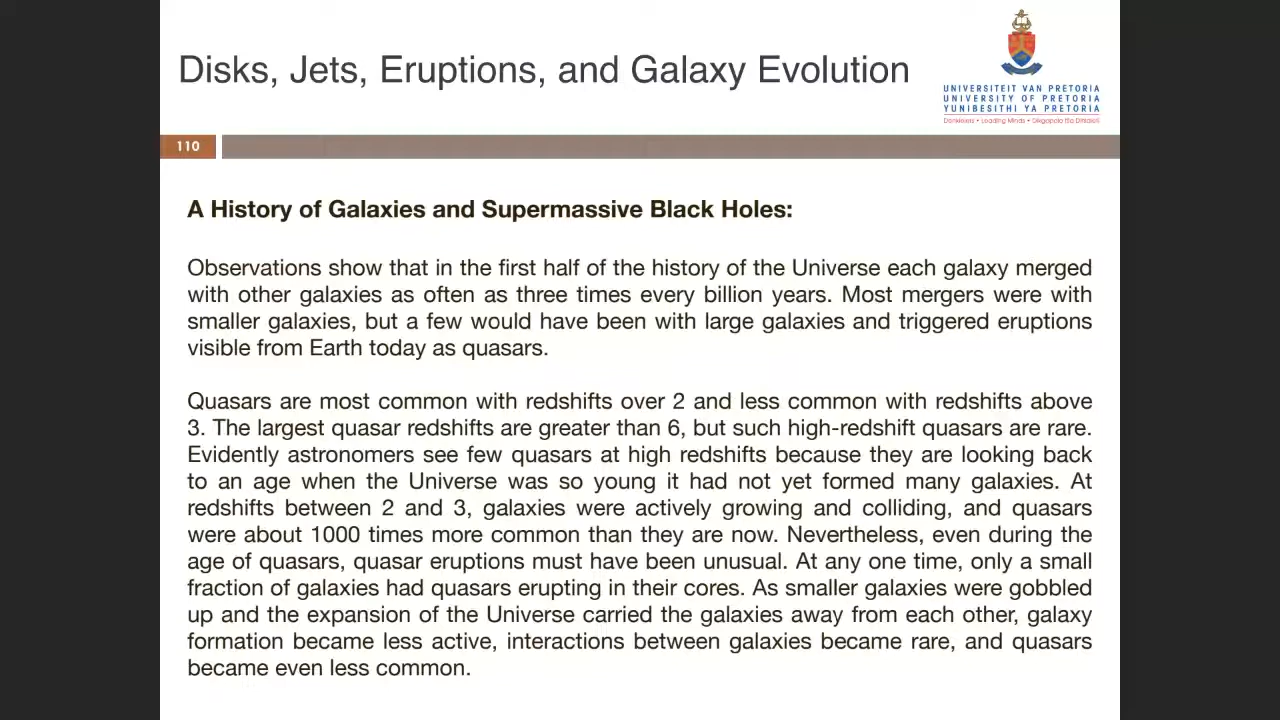 Disks, Jets, Eruptions, and Galaxy Evolution
UNIVERSITEIT VAN PRETORIA
UNIVERSITY OF PRETORIA
YUNIBESITHI YA PRETORIA
Denkleiers • Leading Minds • Dikgopolo tša Dihlalefi
110
A History of Galaxies and Supermassive Black Holes:
Observations show that in the first half of the history of the Universe each galaxy merged
with other galaxies as often as three times every billion years. Most mergers were with
smaller galaxies, but a few would have been with large galaxies and triggered eruptions
visible from Earth today as quasars.
Quasars are most common with redshifts over 2 and less common with redshifts above
3. The largest quasar redshifts are greater than 6, but such high-redshift quasars are rare.
Evidently astronomers see few quasars at high redshifts because they are looking back
to an age when the Universe was so young it had not yet formed many galaxies. At
redshifts between 2 and 3, galaxies were actively growing and colliding, and quasars
were about 1000 times more common than they are now. Nevertheless, even during the
age of quasars, quasar eruptions must have been unusual. At any one time, only a small
fraction of galaxies had quasars erupting in their cores. As smaller galaxies were gobbled
up and the expansion of the Universe carried the galaxies away from each other, galaxy
formation became less active, interactions between galaxies became rare, and quasars
became even less common.